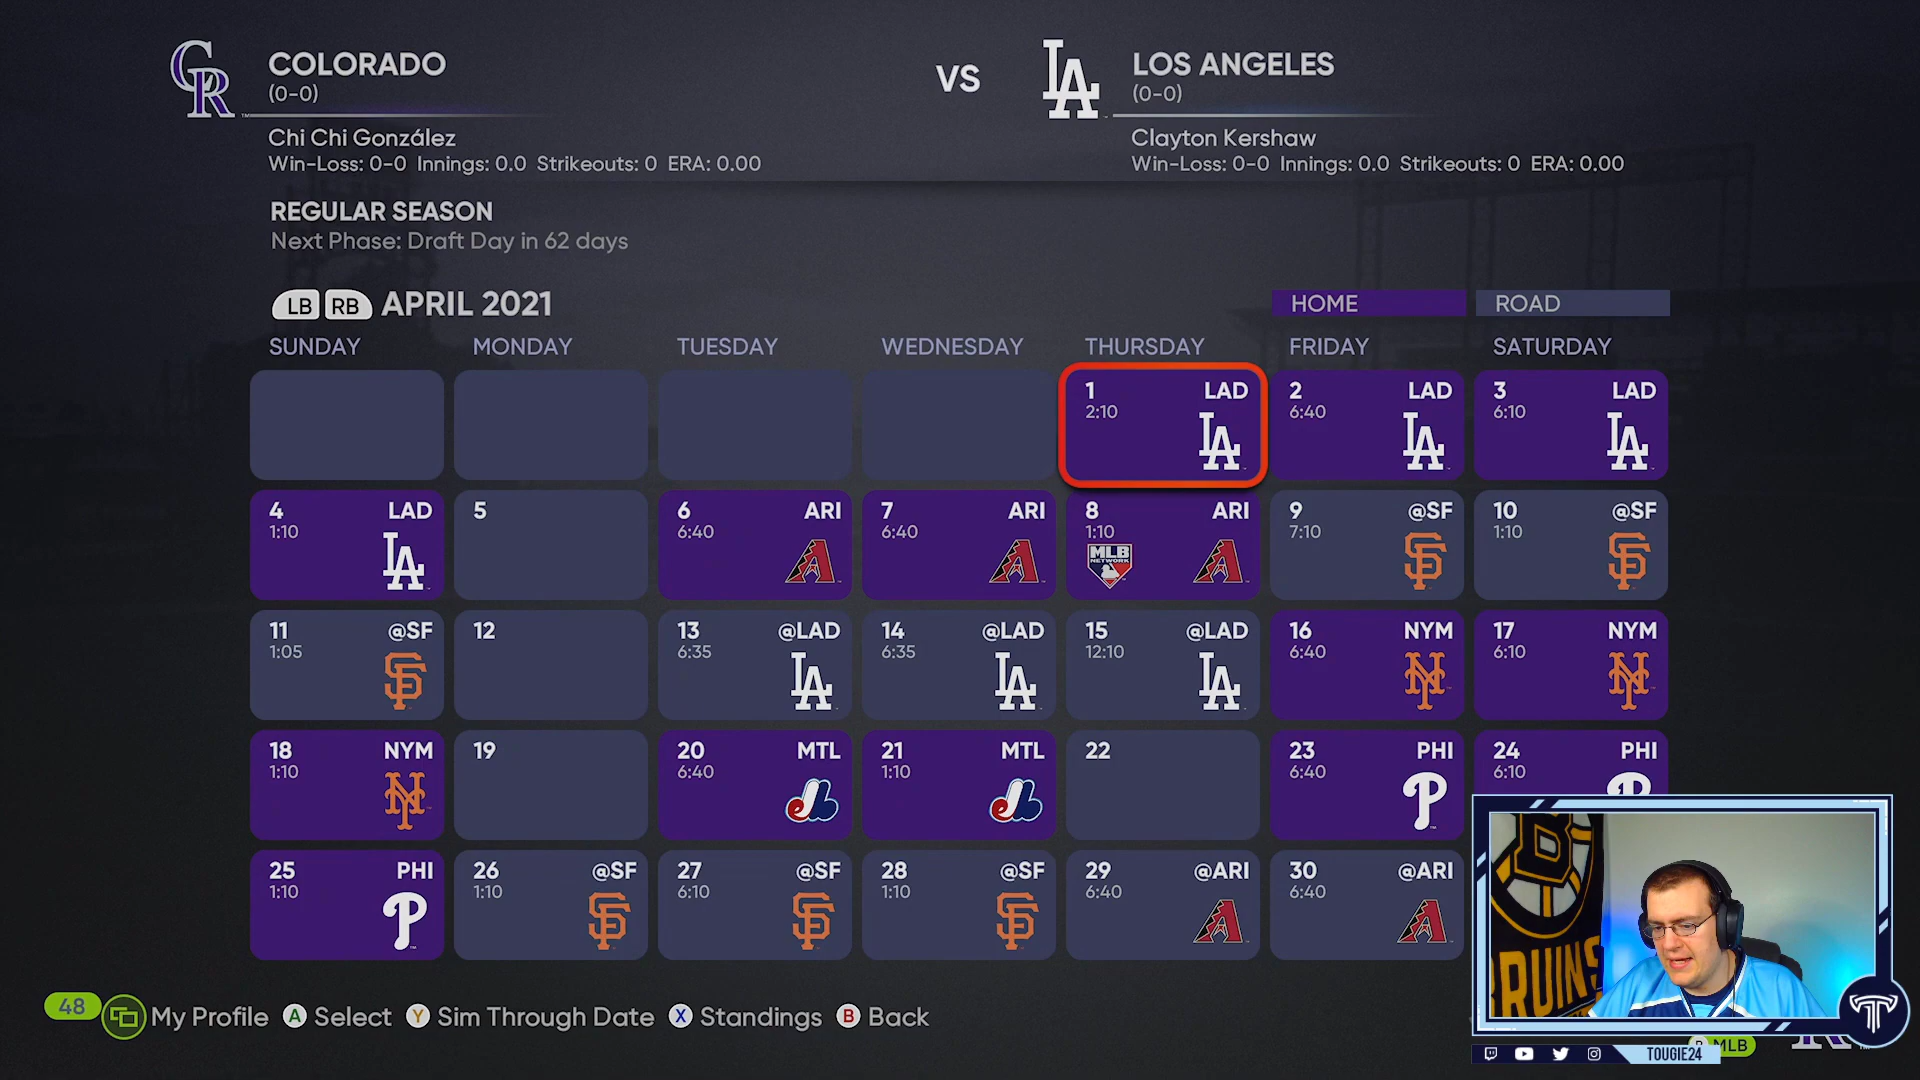 COLORADO
(0-0)
Chi Chi González
Win-Loss: 0-0 Innings: 0.0 Strikeouts: 0 ERA: 0.00
VS
LOS ANGELES
(0-0)
Clayton Kershaw
Win-Loss: 0-0 Innings: 0.0 Strikeouts: 0 ERA: 0.00
REGULAR SEASON
Next Phase: Draft Day in 62 days
LB RB APRIL 2021
HOME ROAD
SUNDAY MONDAY TUESDAY WEDNESDAY THURSDAY FRIDAY SATURDAY
1 LAD 2 LAD 3 LAD
2:10 6:40 6:10
4 LAD 5 6 ARI 7 ARI 8 ARI 9 @SF 10 @SF
1:10 6:40 6:40 1:10 7:10 1:10
MLB
NETWORK
11 @SF 12 13 @LAD 14 @LAD 15 @LAD 16 NYM 17 NYM
1:05 6:35 6:35 12:10 6:40 6:10
18 NYM 19 20 MTL 21 MTL 22 23 PHI 24 PHI
1:10 6:40 1:10 6:40 6:10
25 PHI 26 @SF 27 @SF 28 @SF 29 @ARI 30 @ARI
1:10 1:10 6:10 1:10 6:40 6:40
48 My Profile A Select Y Sim Through Date X Standings B Back
B
RUINS
TOUGIE24
MLB